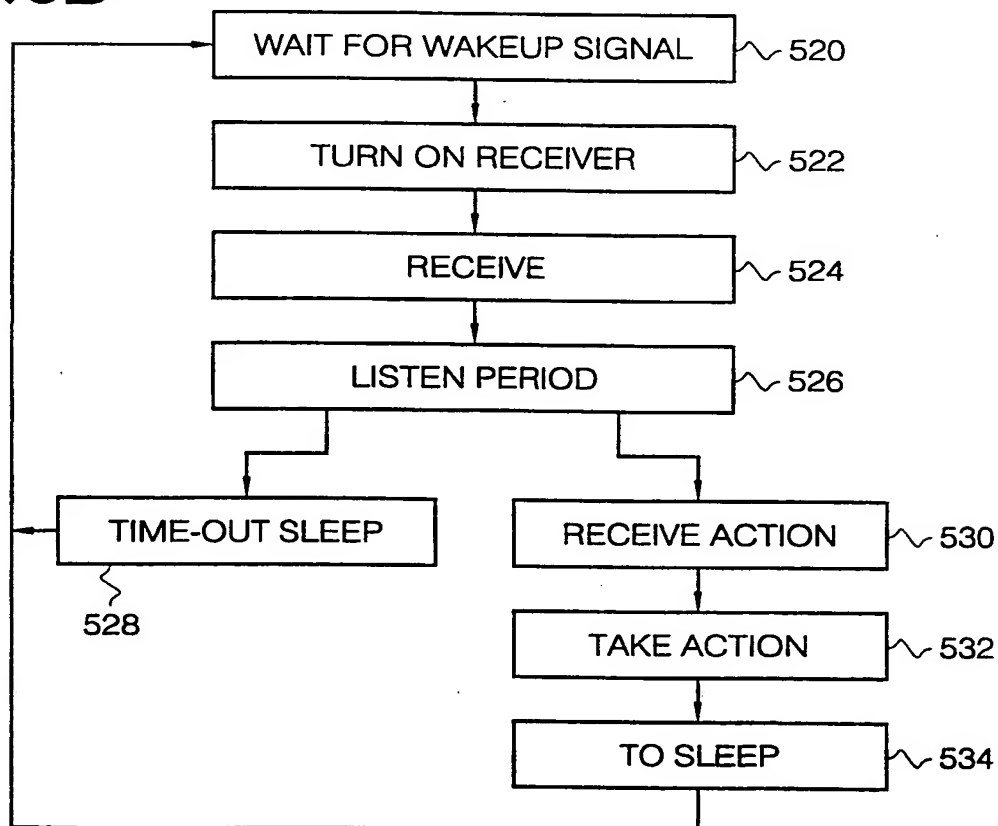 WAIT FOR WAKEUP SIGNAL 520
TURN ON RECEIVER 522
RECEIVE 524
LISTEN PERIOD 526
TIME-OUT SLEEP
528
RECEIVE ACTION 530
TAKE ACTION 532
TO SLEEP 534